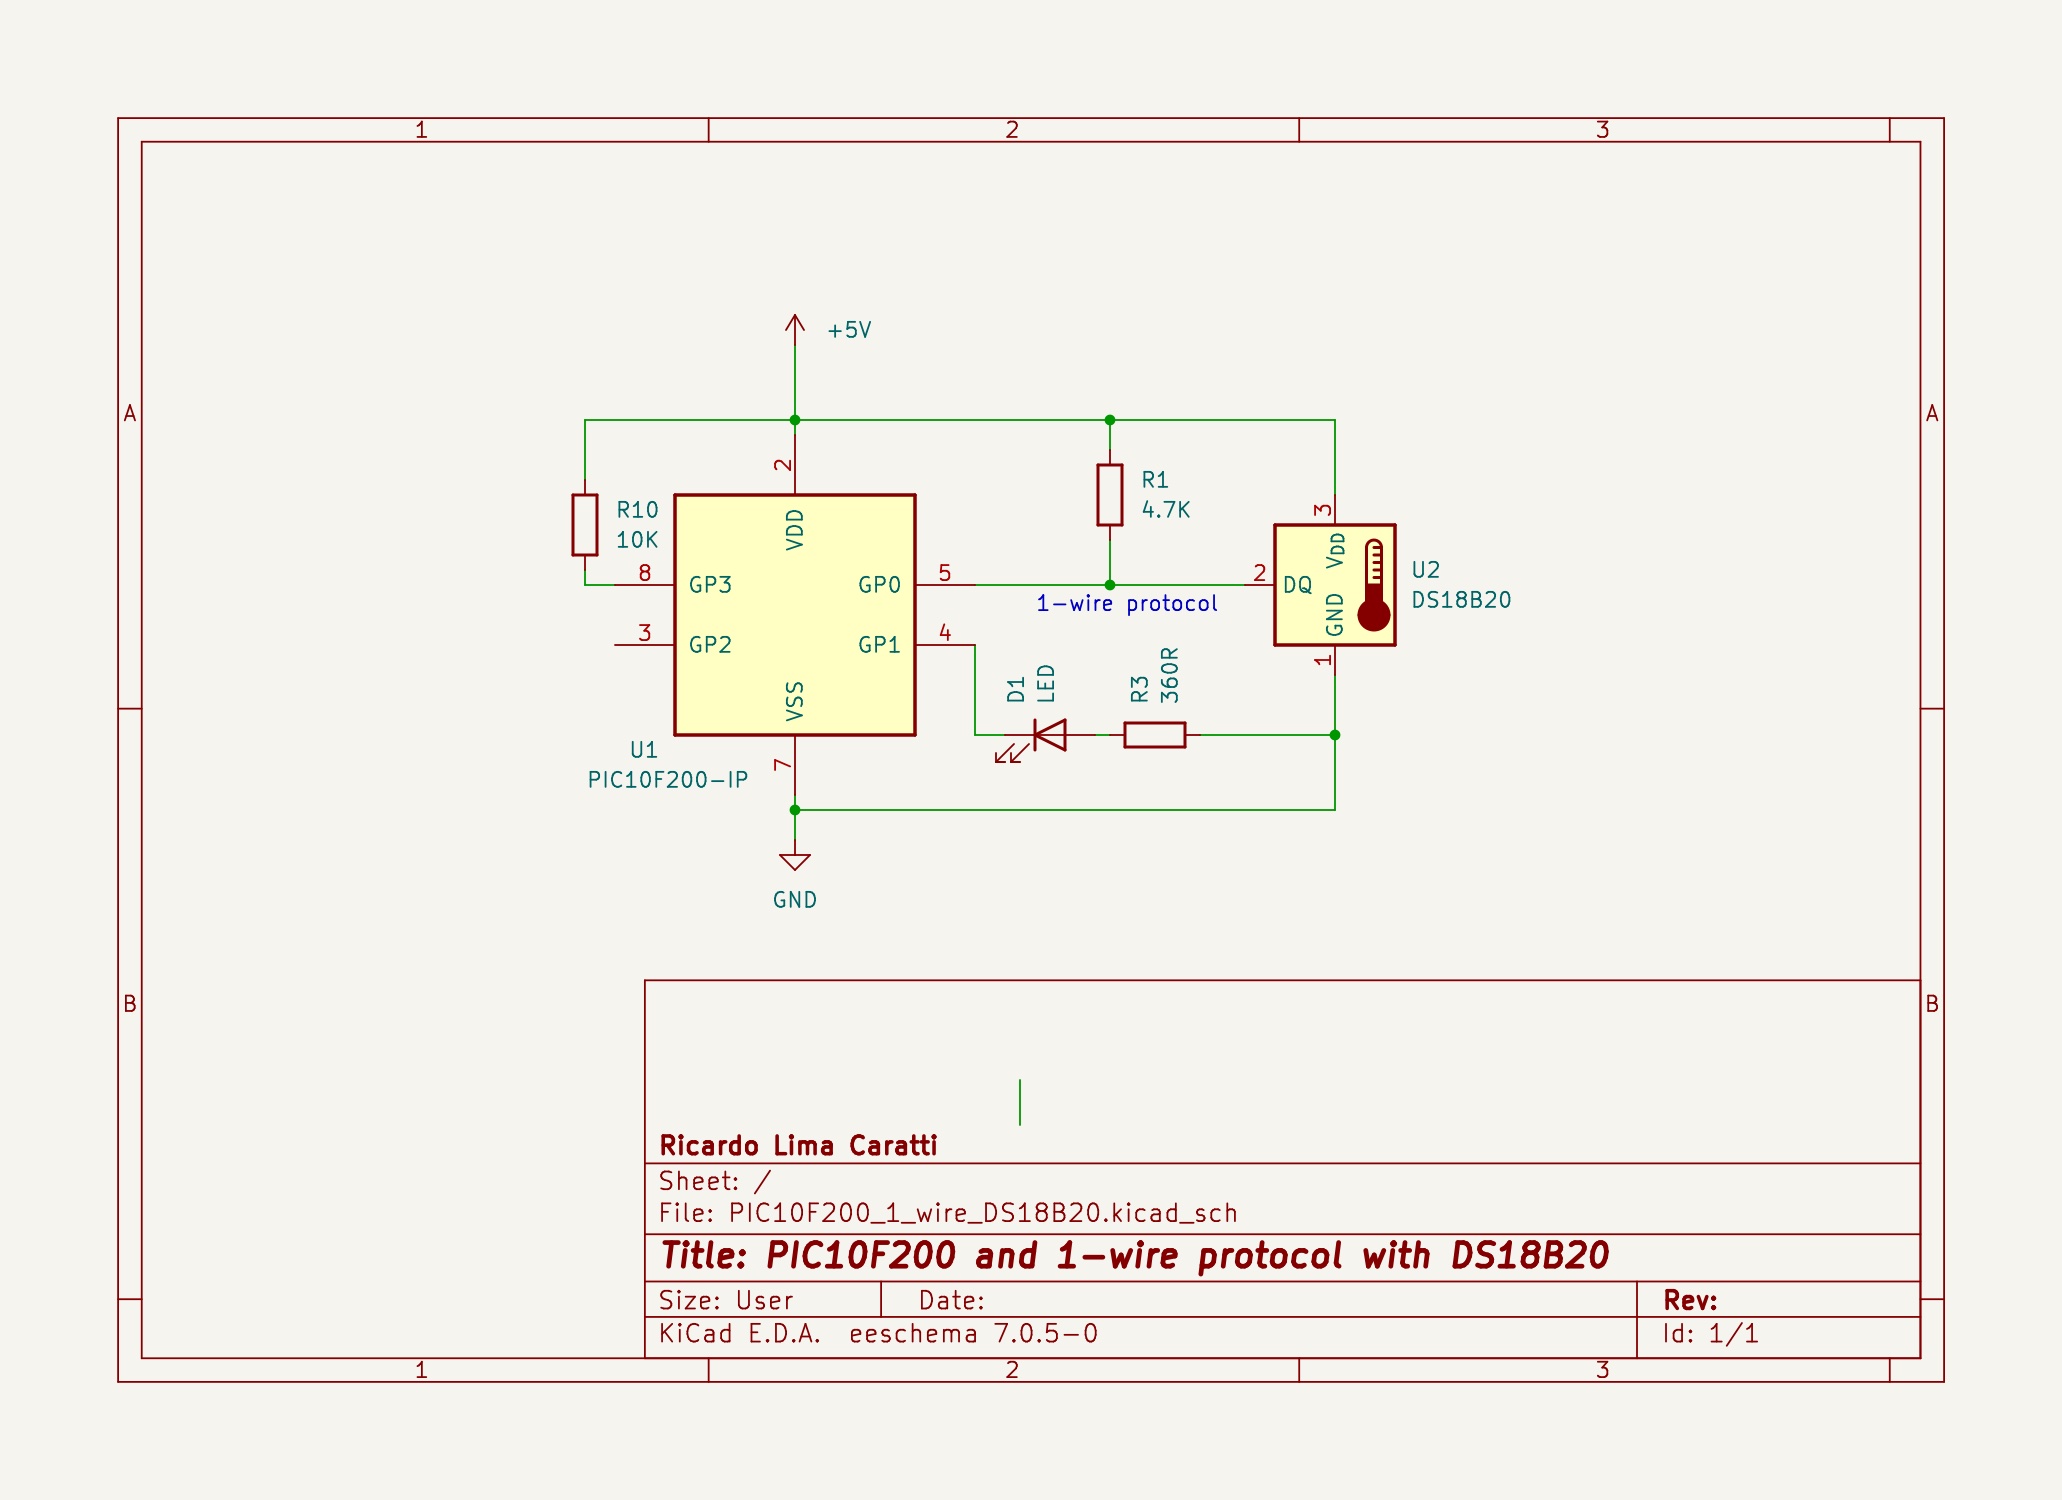 1 2 3
A A
+5V
2
R10
10K
VDD
R1
4.7K
3
8 GP3
GP0 5
2 DQ
VDD
GND
U2
DS18B20
1-wire protocol
3 GP2
GP1 4
1
VSS
D1
LED
R3
360R
U1
PIC10F200-IP
7
GND
B B
Ricardo Lima Caratti
Sheet: /
File: PIC10F200_1_wire_DS18B20.kicad_sch
Title: PIC10F200 and 1-wire protocol with DS18B20
Size: User Date: Rev:
KiCad E.D.A. eeschema 7.0.5-0 Id: 1/1
1 2 3